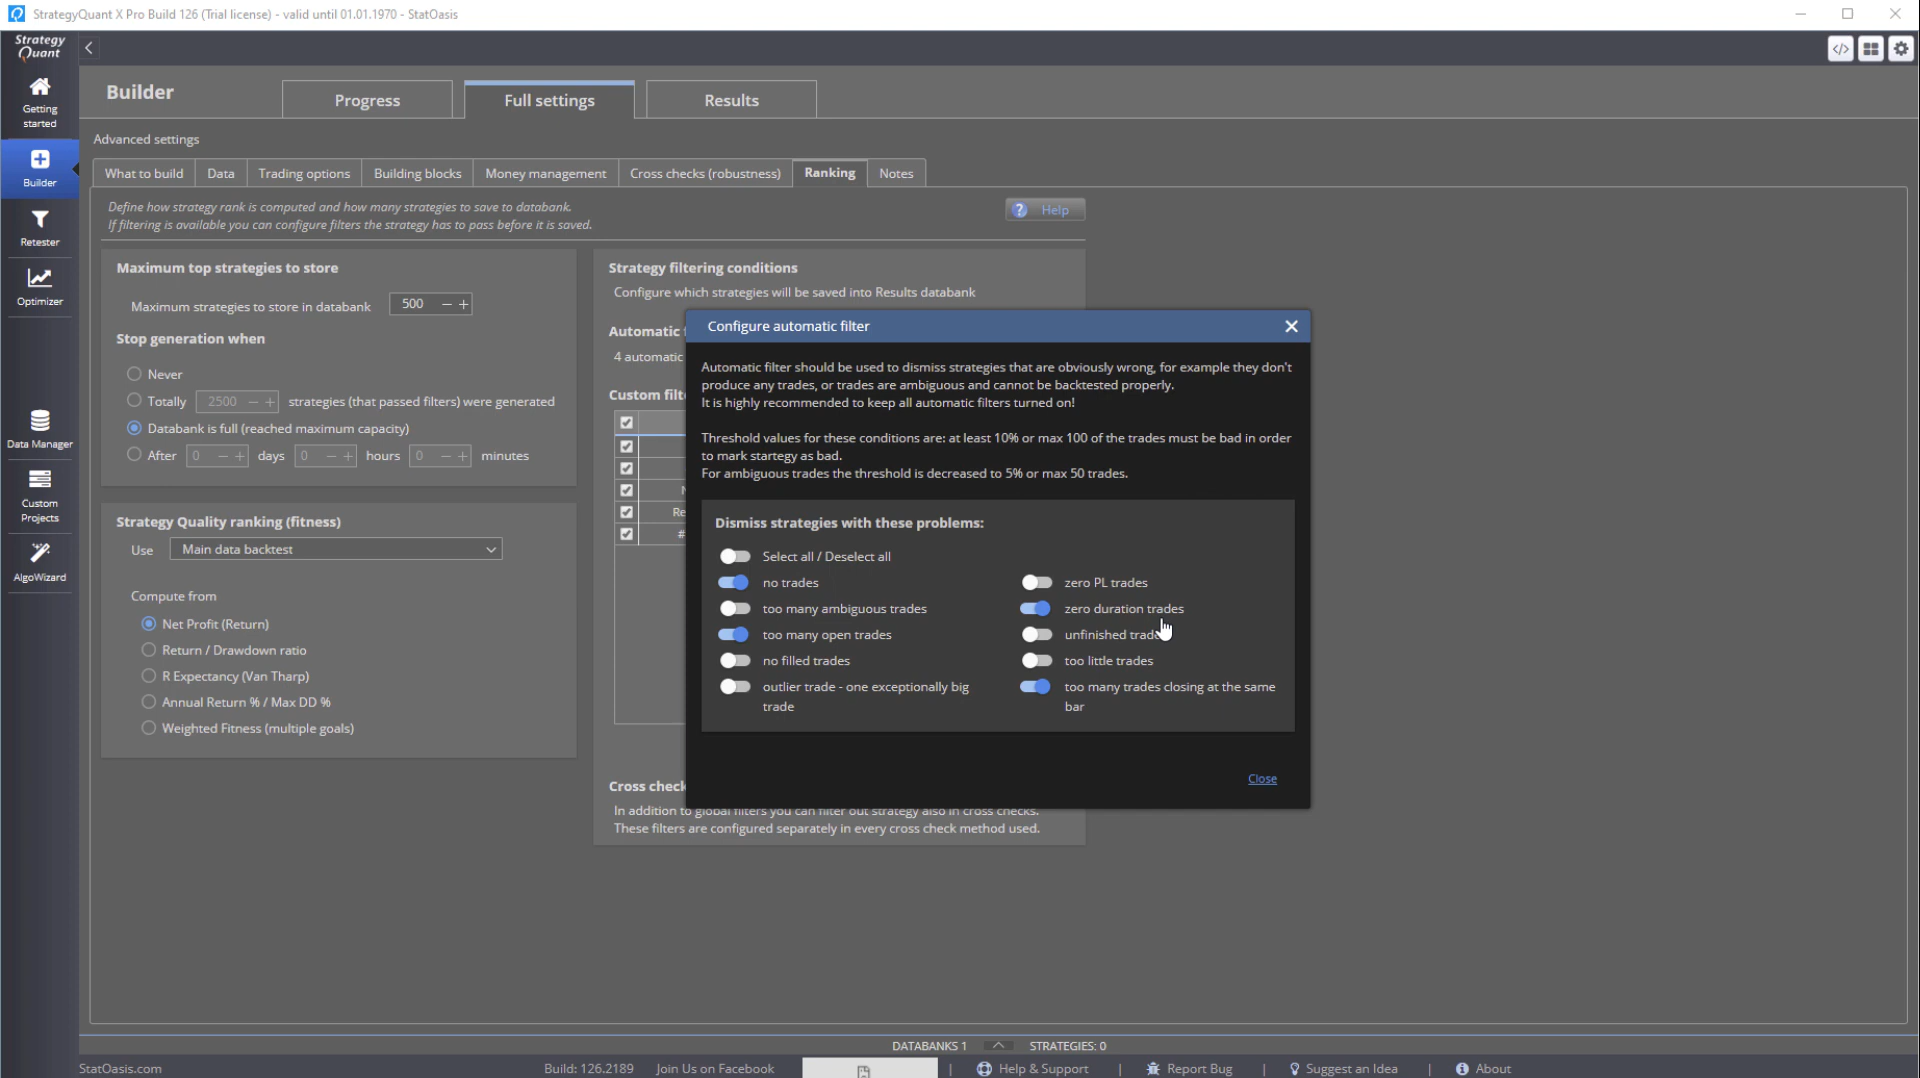 StrategyQuant X Pro Build 126 (Trial license) - valid until 01.01.1970 - StatOasis
Strategy
Quant
Builder
Progress
Full settings
Results
Getting
started
Builder
Retester
Optimizer
Data Manager
Custom
Projects
AlgoWizard
Advanced settings
What to build
Data
Trading options
Building blocks
Money management
Cross checks (robustness)
Ranking
Notes
Define how strategy rank is computed and how many strategies to save to databank.
If filtering is available you can configure filters the strategy has to pass before it is saved.
? Help
Maximum top strategies to store
Maximum strategies to store in databank 500 − +
Stop generation when
Never
Totally 2500 − + strategies (that passed filters) were generated
Databank is full (reached maximum capacity)
After 0 − + days 0 − + hours 0 − + minutes
Strategy Quality ranking (fitness)
Use Main data backtest
Compute from
Net Profit (Return)
Return / Drawdown ratio
R Expectancy (Van Tharp)
Annual Return % / Max DD %
Weighted Fitness (multiple goals)
Strategy filtering conditions
Configure which strategies will be saved into Results databank
Automatic
4 automatic
Custom filt
N
Re
#
Cross check
In addition to global filters you can filter out strategy also in cross checks.
These filters are configured separately in every cross check method used.
Configure automatic filter
Automatic filter should be used to dismiss strategies that are obviously wrong, for example they don't
produce any trades, or trades are ambiguous and cannot be backtested properly.
It is highly recommended to keep all automatic filters turned on!
Threshold values for these conditions are: at least 10% or max 100 of the trades must be bad in order
to mark startegy as bad.
For ambiguous trades the threshold is decreased to 5% or max 50 trades.
Dismiss strategies with these problems:
Select all / Deselect all
no trades
too many ambiguous trades
too many open trades
no filled trades
outlier trade - one exceptionally big
trade
zero PL trades
zero duration trades
unfinished trade
too little trades
too many trades closing at the same
bar
Close
DATABANKS 1
STRATEGIES: 0
StatOasis.com
Build: 126.2189
Join Us on Facebook
Help & Support
Report Bug
Suggest an Idea
About